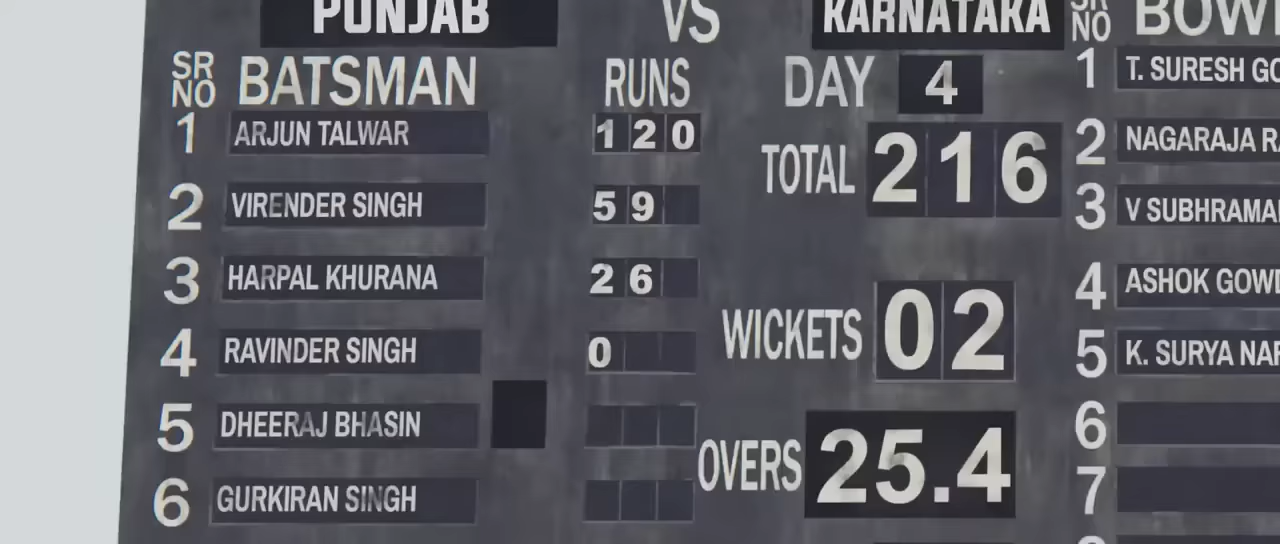 PUNJAB VS KARNATAKA
SR NO BATSMAN RUNS
1 ARJUN TALWAR 120
2 VIRENDER SINGH 59
3 HARPAL KHURANA 26
4 RAVINDER SINGH 0
5 DHEERAJ BHASIN
6 GURKIRAN SINGH
DAY 4
TOTAL 216
WICKETS 02
OVERS 25.4
SR NO
1 T. SURESH
2 NAGARAJA
3 V
4 ASHOK
5 K. SURYA
6
7